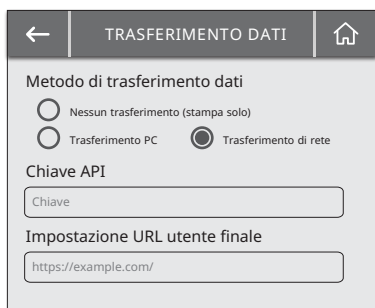 TRASFERIMENTO DATI
Metodo di trasferimento dati
Nessun trasferimento (stampa solo)
Trasferimento PC Trasferimento di rete
Chiave API
Chiave
Impostazione URL utente finale
https://example.com/